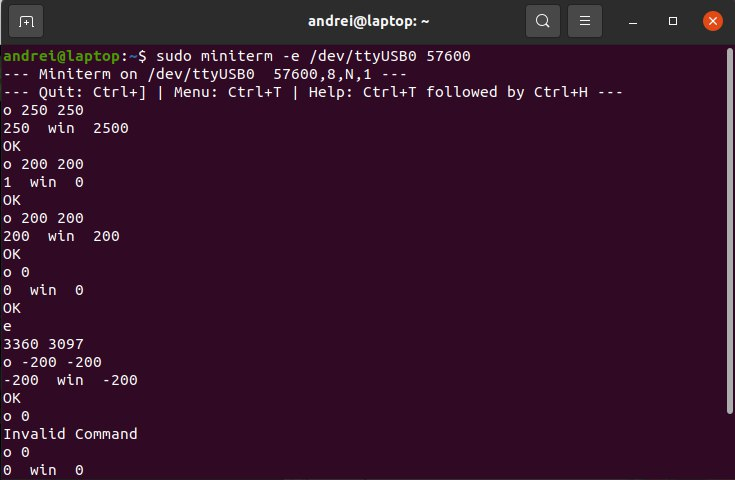 andrei@laptop: ~
andrei@laptop:~$ sudo miniterm -e /dev/ttyUSB0 57600
--- Miniterm on /dev/ttyUSB0  57600,8,N,1 ---
--- Quit: Ctrl+] | Menu: Ctrl+T | Help: Ctrl+T followed by Ctrl+H ---
o 250 250
250  win  2500
OK
o 200 200
1  win  0
OK
o 200 200
200  win  200
OK
o 0
0  win  0
OK
e
3360 3097
o -200 -200
-200  win  -200
OK
o 0
Invalid Command
o 0
0  win  0